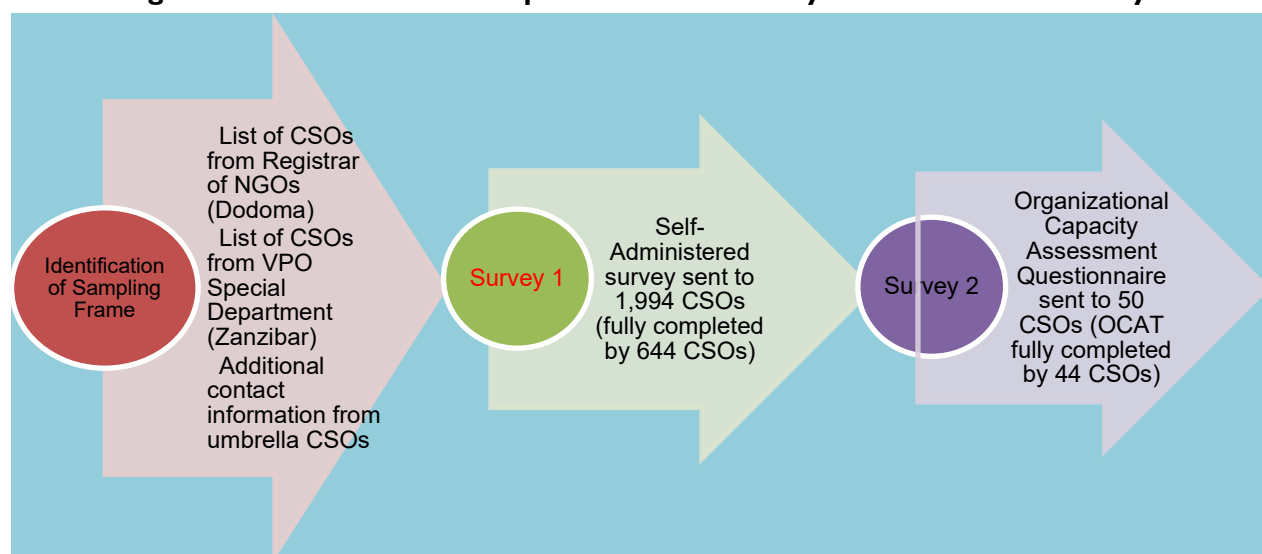 Identification
of Sampling
Frame
List of CSOs
from Registrar
of NGOs
(Dodoma)
List of CSOs
from VPO
Special
Department
(Zanzibar)
Additional
contact
information from
umbrella CSOs
Survey 1
Self-
Administered
survey sent to
1,994 CSOs
(fully completed
by 644 CSOs)
Survey 2
Organizational
Capacity
Assessment
Questionnaire
sent to 50
CSOs (OCAT
fully completed
by 44 CSOs)